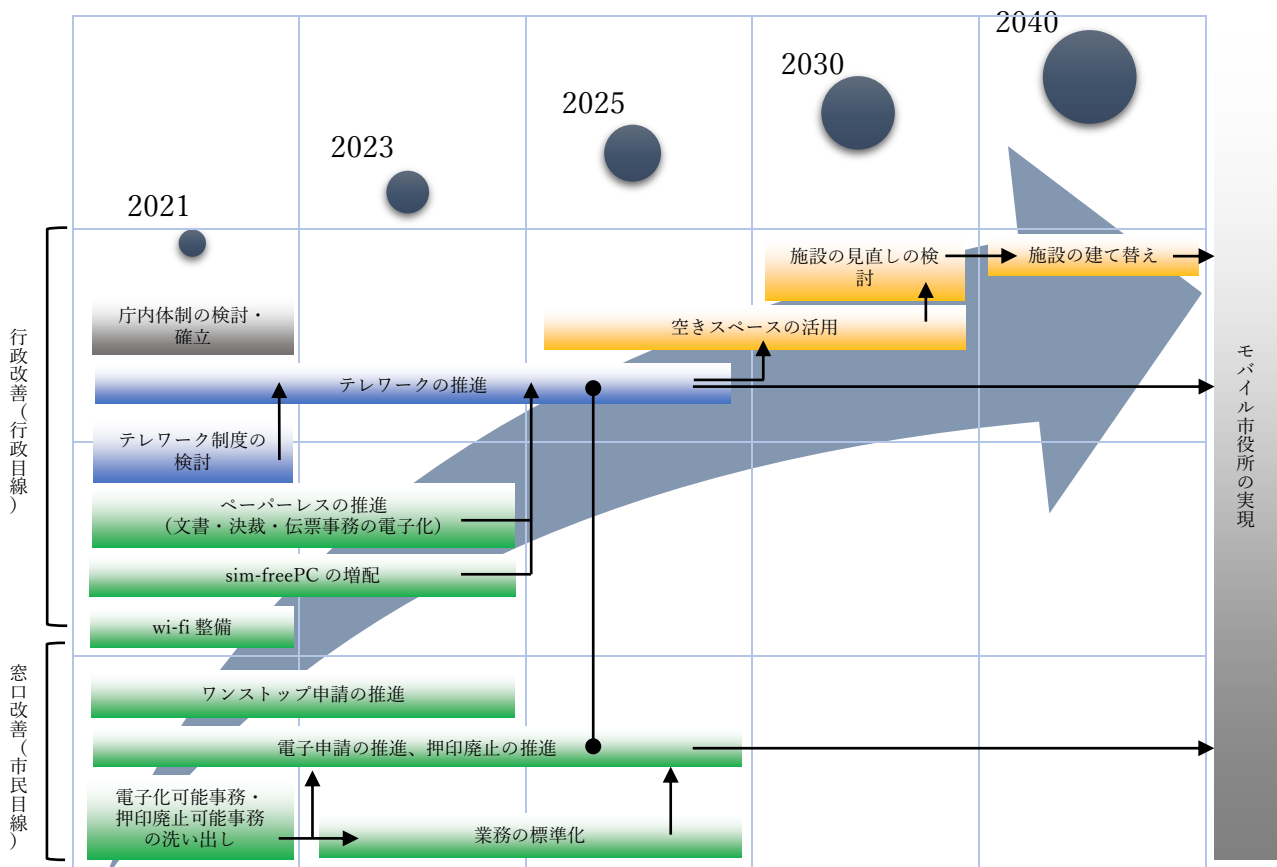 2021
2023
2025
2030
2040
行政改善（行政目線）
施設の見直しの検
討
施設の建て替え
庁内体制の検討・
確立
空きスペースの活用
テレワークの推進
テレワーク制度の
検討
ペーパーレスの推進
（文書・決裁・伝票事務の電子化）
sim-freePC の増配
wi-fi 整備
窓口改善（市民目線）
ワンストップ申請の推進
電子申請の推進、押印廃止の推進
電子化可能事務・
押印廃止可能事務
の洗い出し
業務の標準化
モバイル市役所の実現